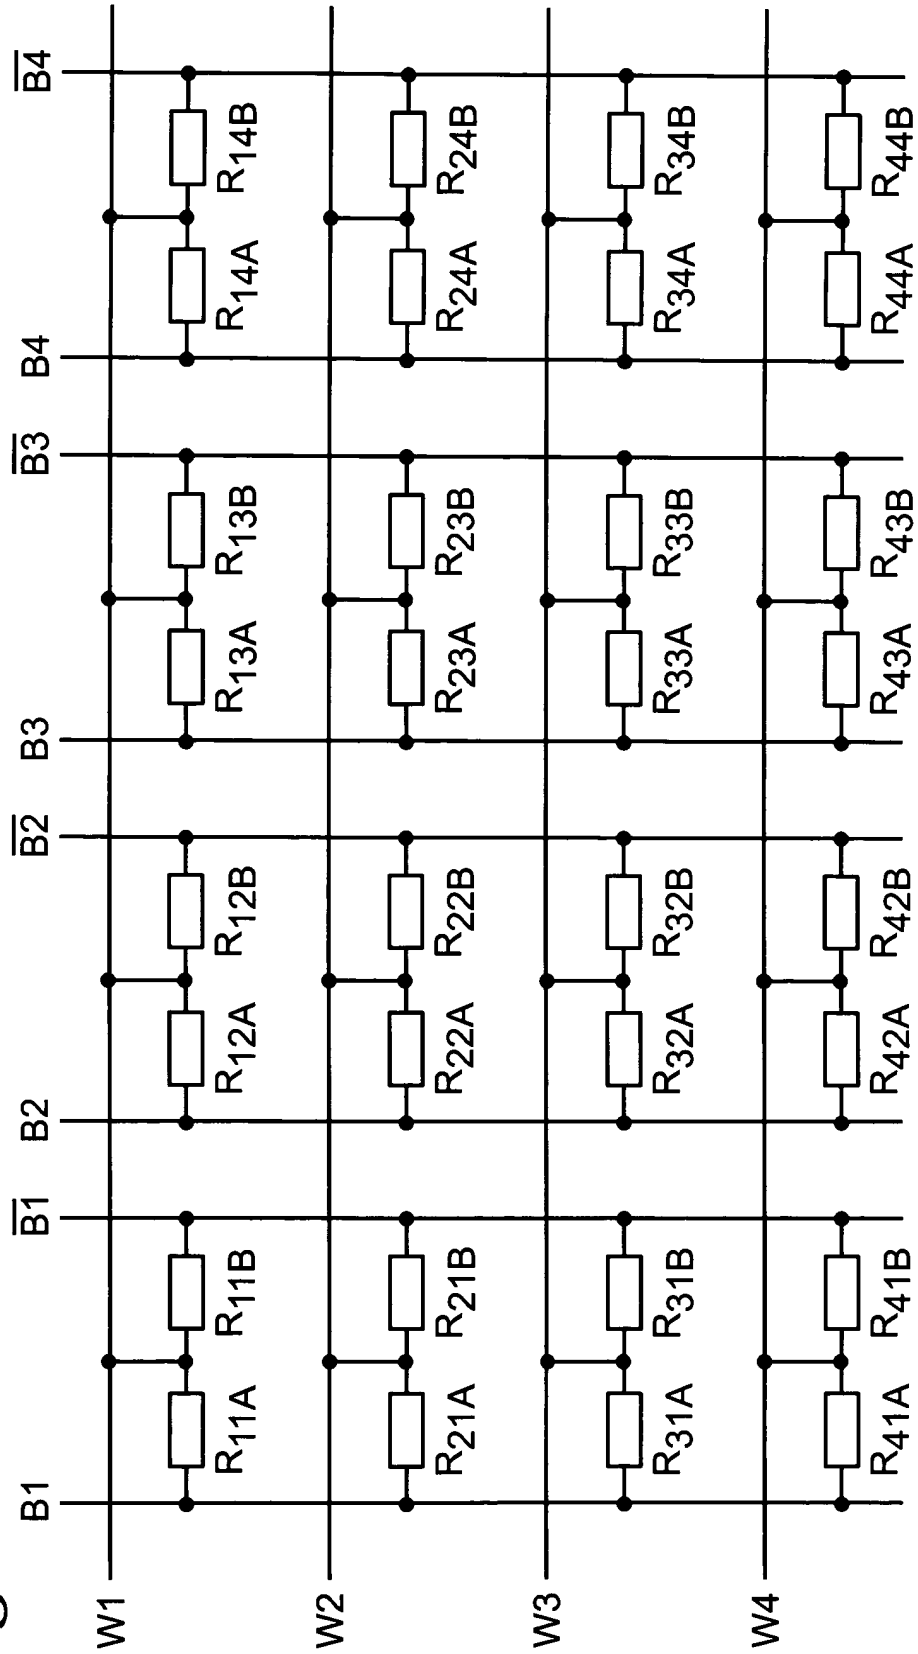 B1 B̅1̅ B2 B̅2̅ B3 B̅3̅ B4 B̅4̅
W1
R11A R11B R12A R12B R13A R13B R14A R14B
W2
R21A R21B R22A R22B R23A R23B R24A R24B
W3
R31A R31B R32A R32B R33A R33B R34A R34B
W4
R41A R41B R42A R42B R43A R43B R44A R44B